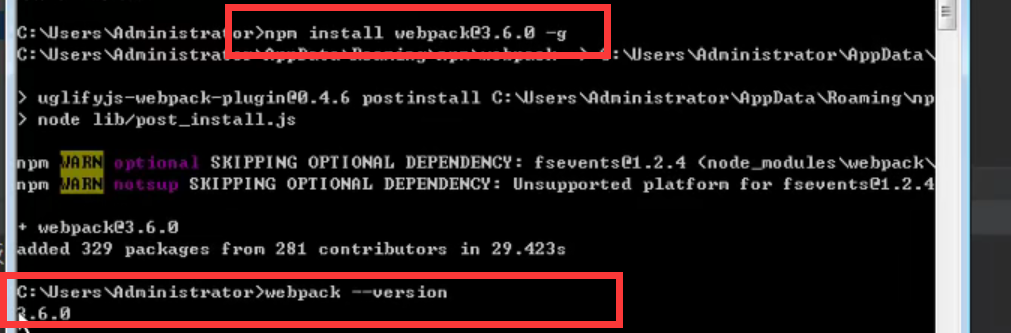 C:\Users\Administrator>npm install webpack@3.6.0 -g
C:\Users\Administrator\AppData\Roaming\npm\webpack -> C:\Users\Administrator\AppData\
> uglifyjs-webpack-plugin@0.4.6 postinstall C:\Users\Administrator\AppData\Roaming\np
> node lib/post_install.js
npm WARN optional SKIPPING OPTIONAL DEPENDENCY: fsevents@1.2.4 (node_modules\webpack\
npm WARN notsup SKIPPING OPTIONAL DEPENDENCY: Unsupported platform for fsevents@1.2.4
+ webpack@3.6.0
added 329 packages from 281 contributors in 29.423s
C:\Users\Administrator>webpack --version
3.6.0